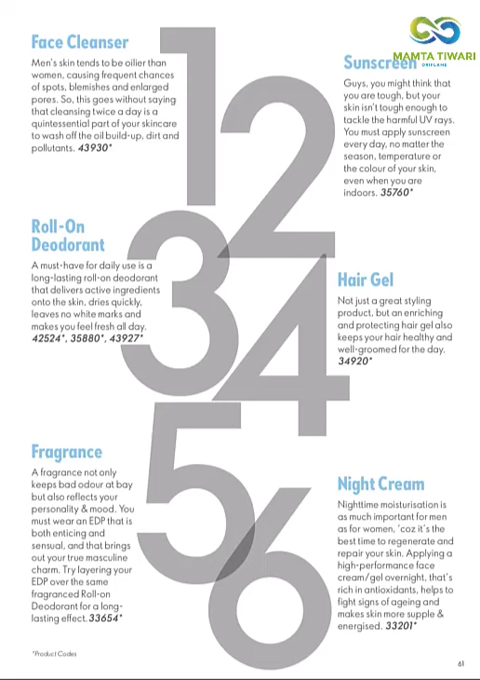 MAMTA TIWARI
ORIFLAME
1
Face Cleanser
Men's skin tends to be oilier than
women, causing frequent chances
of spots, blemishes and enlarged
pores. So, this goes without saying
that cleansing twice a day is a
quintessential part of your skincare
to wash off the oil build-up, dirt and
pollutants. 43930*
2
Sunscreen
Guys, you might think that
you are tough, but your
skin isn't tough enough to
tackle the harmful UV rays.
You must apply sunscreen
every day, no matter the
season, temperature or
the colour of your skin,
even when you are
indoors. 35760*
3
Roll-On
Deodorant
A must-have for daily use is a
long-lasting roll-on deodorant
that delivers active ingredients
onto the skin, dries quickly,
leaves no white marks and
makes you feel fresh all day.
42524*, 35880*, 43927*
4
Hair Gel
Not just a great styling
product, but an enriching
and protecting hair gel also
keeps your hair healthy and
well-groomed for the day.
34920*
5
Fragrance
A fragrance not only
keeps bad odour at bay
but also reflects your
personality & mood. You
must wear an EDP that is
both enticing and
sensual, and that brings
out your true masculine
charm. Try layering your
EDP over the same
fragranced Roll-on
Deodorant for a long-
lasting effect.33654*
6
Night Cream
Nighttime moisturisation is
as much important for men
as for women, 'coz it's the
best time to regenerate and
repair your skin. Applying a
high-performance face
cream/gel overnight, that's
rich in antioxidants, helps to
fight signs of ageing and
makes skin more supple &
energised. 33201*
*Product Codes
61